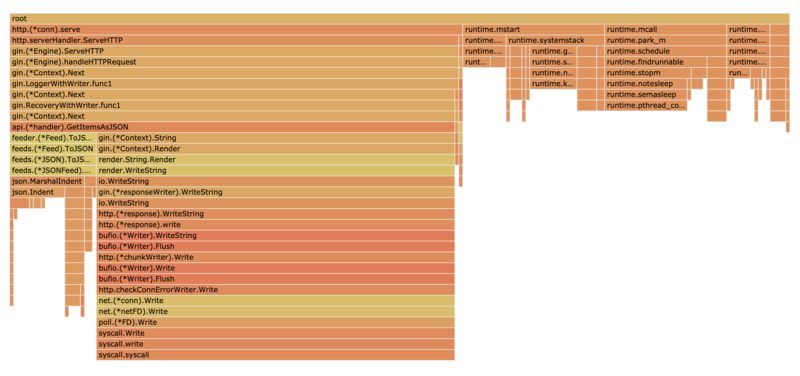 root
http.(*conn).serve runtime.mstart runtime.mcall runtime....
http.serverHandler.ServeHTTP runtime.... runtime.systemstack runtime.park_m runtime....
gin.(*Engine).ServeHTTP runtime.... runtime.g... runtime.schedule runtime....
gin.(*Engine).handleHTTPRequest runt... runtime.s... runtime.findrunnable runtime....
gin.(*Context).Next runtime.n... runtime.stopm run...
gin.LoggerWithWriter.func1 runtime.k... runtime.notesleep
gin.(*Context).Next runtime.semasleep
gin.RecoveryWithWriter.func1 runtime.pthread_co...
gin.(*Context).Next
api.(*handler).GetItemsAsJSON
feeder.(*Feed).ToJS... gin.(*Context).String
feeds.(*Feed).ToJSON gin.(*Context).Render
feeds.(*JSON).ToJS... render.String.Render
feeds.(*JSONFeed).... render.WriteString
json.MarshalIndent io.WriteString
json.Indent gin.(*responseWriter).WriteString
io.WriteString
http.(*response).WriteString
http.(*response).write
bufio.(*Writer).WriteString
bufio.(*Writer).Flush
http.(*chunkWriter).Write
bufio.(*Writer).Write
bufio.(*Writer).Flush
http.checkConnErrorWriter.Write
net.(*conn).Write
net.(*netFD).Write
poll.(*FD).Write
syscall.Write
syscall.write
syscall.syscall